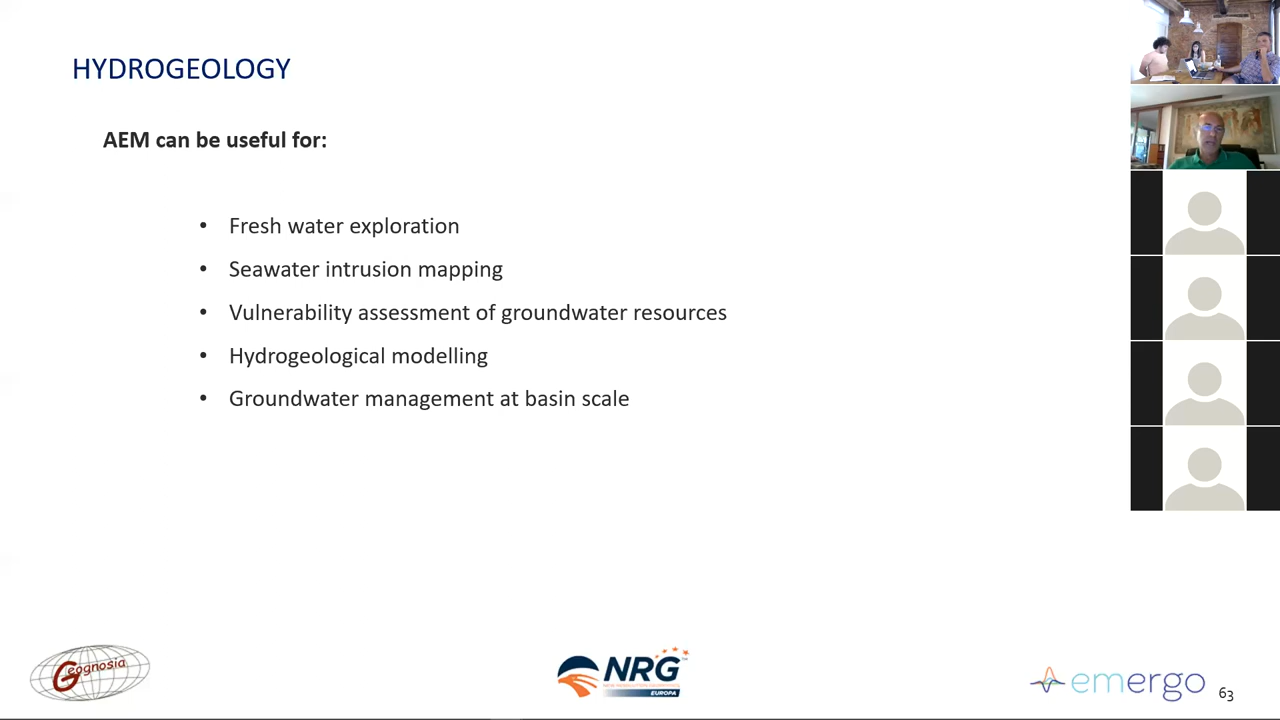 HYDROGEOLOGY
AEM can be useful for:
• Fresh water exploration
• Seawater intrusion mapping
• Vulnerability assessment of groundwater resources
• Hydrogeological modelling
• Groundwater management at basin scale
Geognosia
NRG
EUROPA
emergo
63